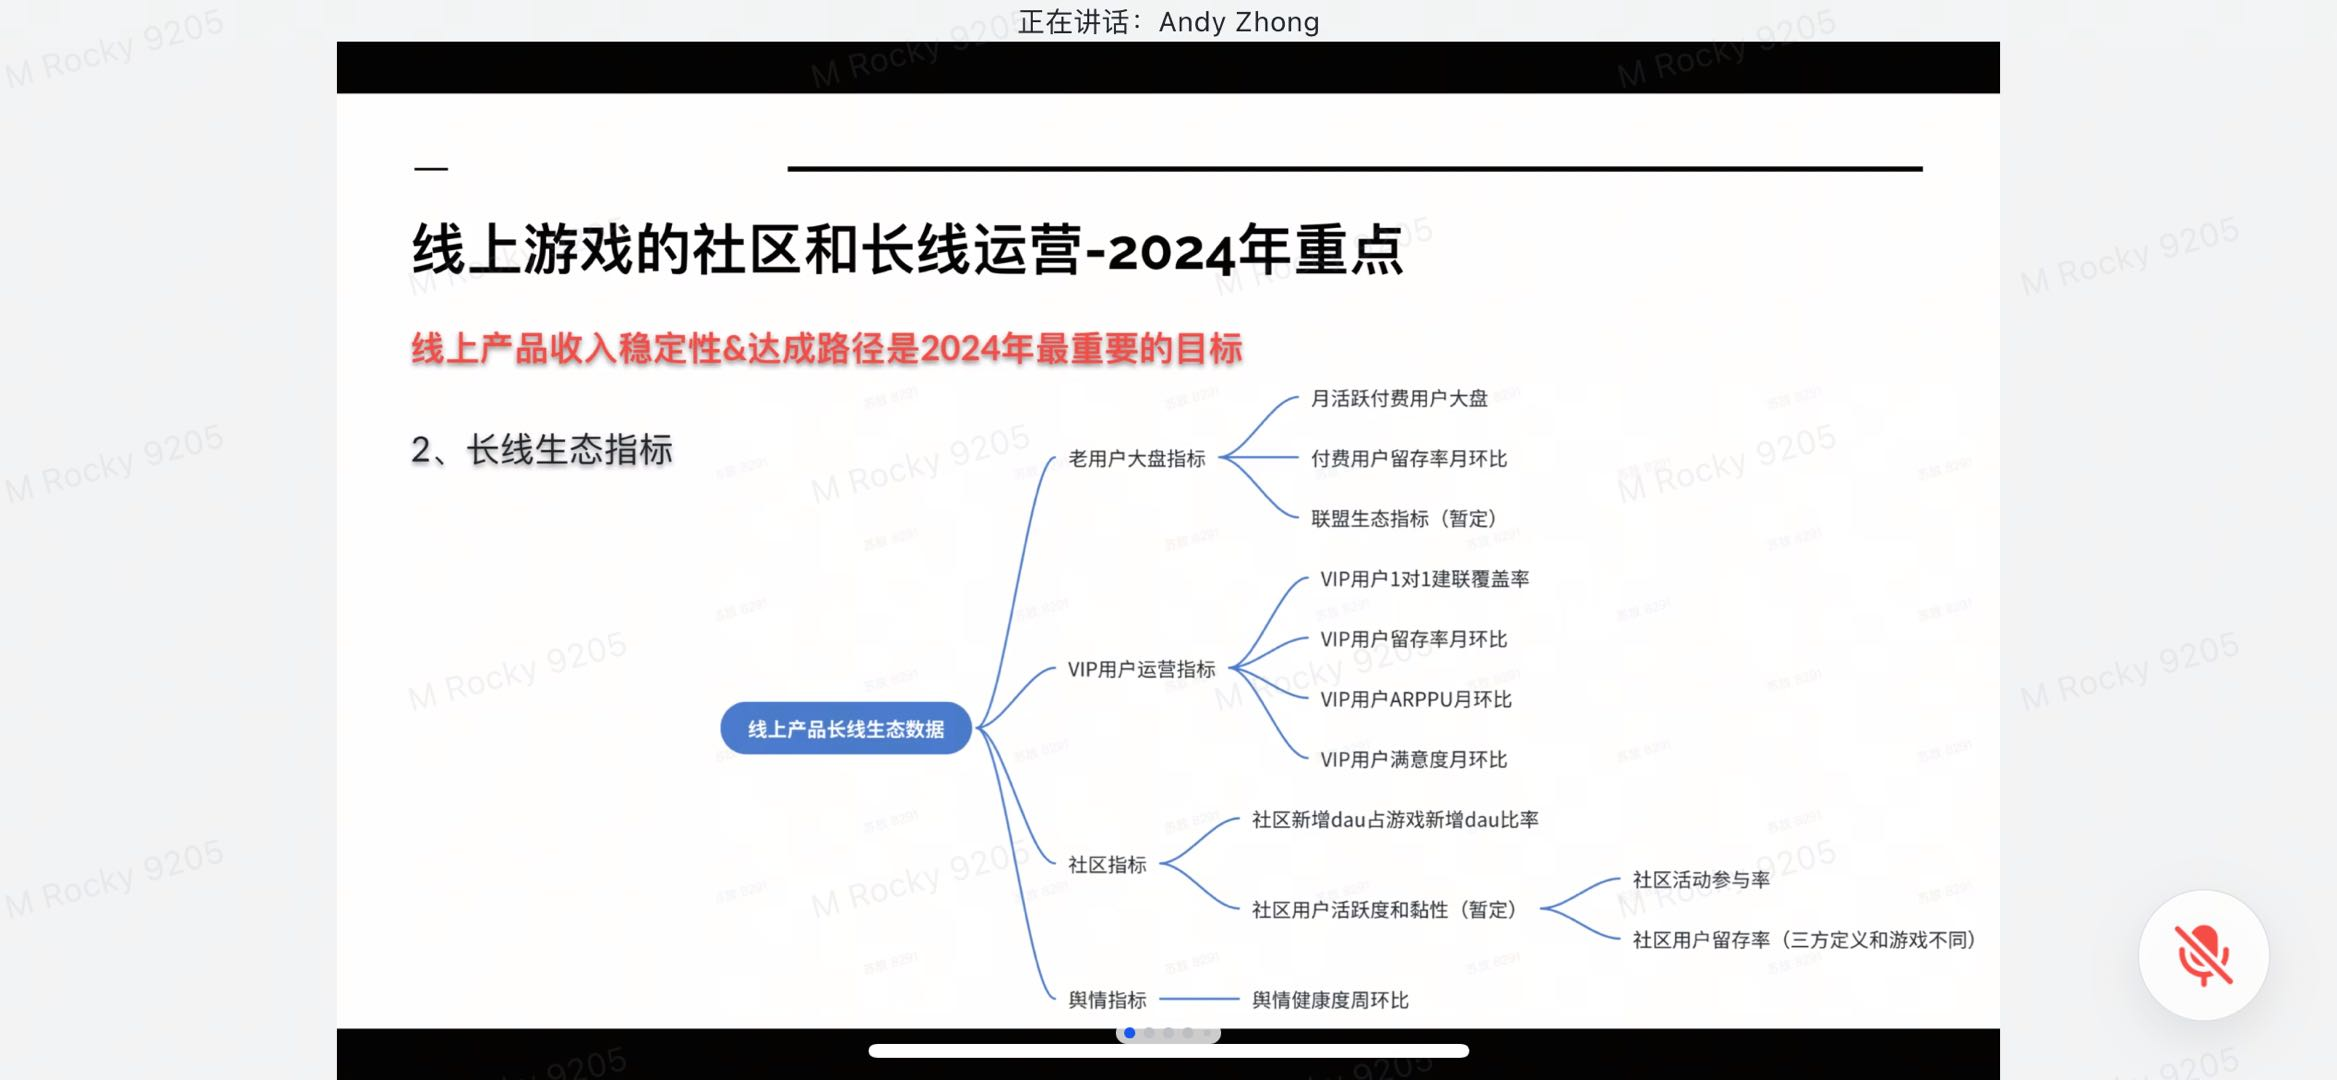 正在讲话：Andy Zhong
线上游戏的社区和长线运营-2024年重点
线上产品收入稳定性&达成路径是2024年最重要的目标
2、长线生态指标
线上产品长线生态数据
老用户大盘指标
月活跃付费用户大盘
付费用户留存率月环比
联盟生态指标（暂定）
VIP用户运营指标
VIP用户1对1建联覆盖率
VIP用户留存率月环比
VIP用户ARPPU月环比
VIP用户满意度月环比
社区指标
社区新增dau占游戏新增dau比率
社区用户活跃度和黏性（暂定）
社区活动参与率
社区用户留存率（三方定义和游戏不同）
舆情指标
舆情健康度周环比
M Rocky 9205